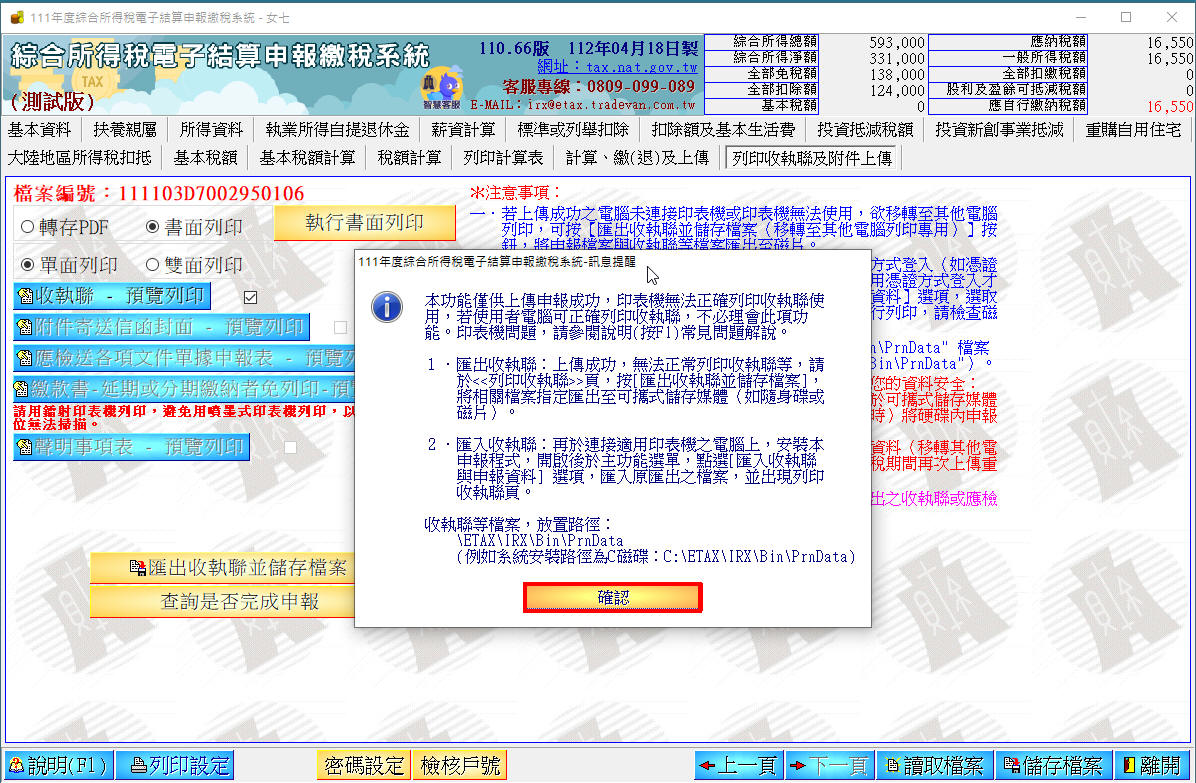 111年度綜合所得稅電子結算申報繳稅系統 - 女七
綜合所得稅電子結算申報繳稅系統
(測試版)
TAX
智慧客服
110.66版 112年04月18日製
網址：tax.nat.gov.tw
客服專線：0809-099-089
E-MAIL：irx@etax.tradevan.com.tw
綜合所得總額 593,000 應納稅額 16,550
綜合所得淨額 331,000 一般所得稅額 16,550
全部免稅額 138,000 全部扣繳稅額 0
全部扣除額 124,000 股利及盈餘可抵減稅額 0
基本稅額 0 應自行繳納稅額 16,550
基本資料 扶養親屬 所得資料 執業所得自提退休金 薪資計算 標準或列舉扣除 扣除額及基本生活費 投資抵減稅額 投資新創事業抵減 重購自用住宅
大陸地區所得稅扣抵 基本稅額 基本稅額計算 稅額計算 列印計算表 計算、繳(退)及上傳 列印收執聯及附件上傳
檔案編號：111103D7002950106
轉存PDF 書面列印 執行書面列印
單面列印 雙面列印
收執聯 - 預覽列印
附件寄送信函封面 - 預覽列印
應檢送各項文件單據申報表 - 預覽列
繳款書-延期或分期繳納者免列印-預
請用鐳射印表機列印，避免用噴墨式印表機列印，以
位無法掃描。
聲明事項表 - 預覽列印
匯出收執聯並儲存檔案
查詢是否完成申報
＊注意事項：
一．若上傳成功之電腦未連接印表機或印表機無法使用，欲移轉至其他電腦
列印，可按［匯出收執聯並儲存檔案（移轉至其他電腦列印專用）］按
鈕，將申報檔案與收執聯等檔案匯出至磁片。
方式登入（如憑證
用憑證方式登入才
資料］選項，選取
行列印，請檢查磁
n\PrnData" 檔案
Bin\PrnData"）。
您的資料安全：
於可攜式儲存媒體
時）將硬碟內申報
資料（移轉其他電
稅期間再次上傳重
出之收執聯或應檢
111年度綜合所得稅電子結算申報繳稅系統-訊息提醒
本功能僅供上傳申報成功，印表機無法正確列印收執聯使
用，若使用者電腦可正確列印收執聯，不必理會此項功
能。印表機問題，請參閱說明(按F1)常見問題解說。
1．匯出收執聯：上傳成功，無法正常列印收執聯等，請
於<<列印收執聯>>頁，按[匯出收執聯並儲存檔案]，
將相關檔案指定匯出至可攜式儲存媒體（如隨身碟或
磁片）。
2．匯入收執聯：再於連接適用印表機之電腦上，安裝本
申報程式，開啟後於主功能選單，點選[匯入收執聯
與申報資料] 選項，匯入原匯出之檔案，並出現列印
收執聯頁。
收執聯等檔案，放置路徑：
\ETAX\IRX\Bin\PrnData
(例如系統安裝路徑為C磁碟：C:\ETAX\IRX\Bin\PrnData)
確認
說明(F1) 列印設定 密碼設定 檢核戶號 上一頁 下一頁 讀取檔案 儲存檔案 離開